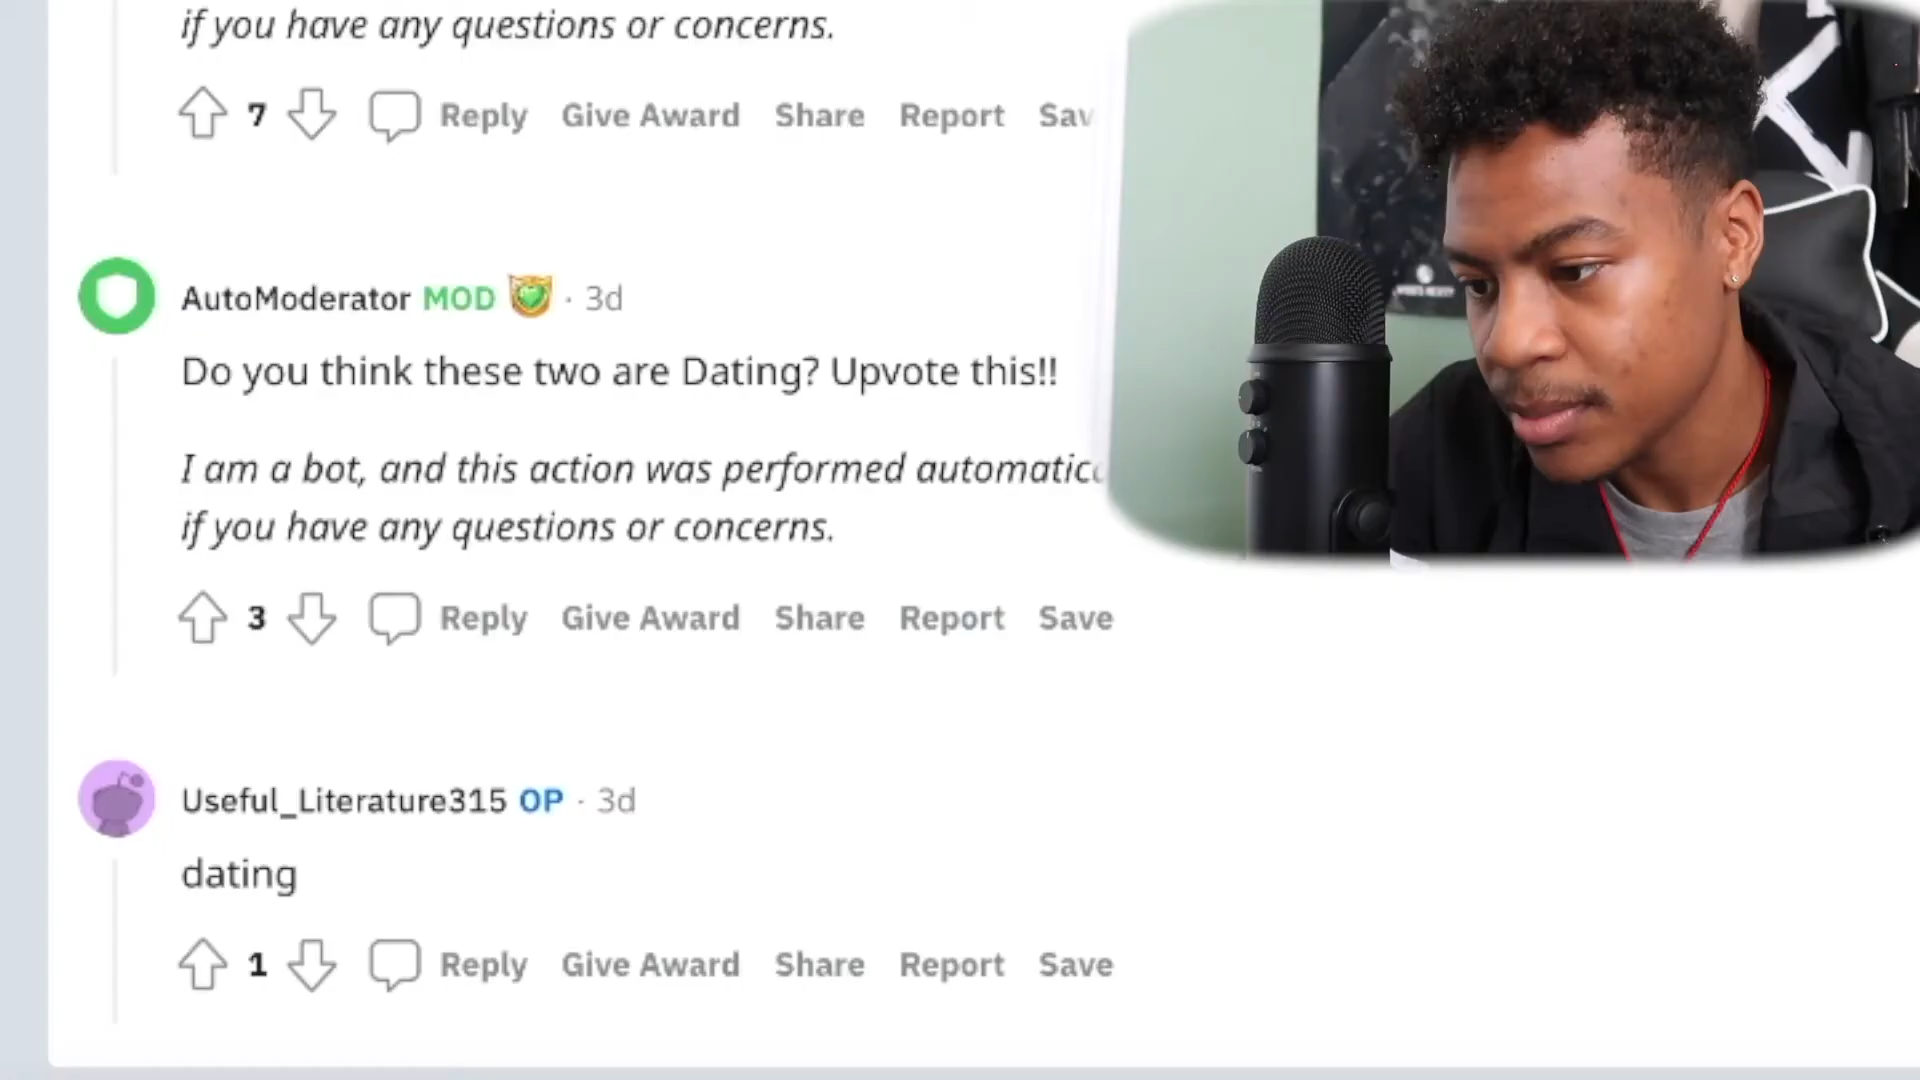 if you have any questions or concerns.
7 Reply Give Award Share Report
AutoModerator MOD · 3d
Do you think these two are Dating? Upvote this!!
I am a bot, and this action was performed
if you have any questions or concerns.
3 Reply Give Award Share Report Save
Useful_Literature315 OP · 3d
dating
1 Reply Give Award Share Report Save